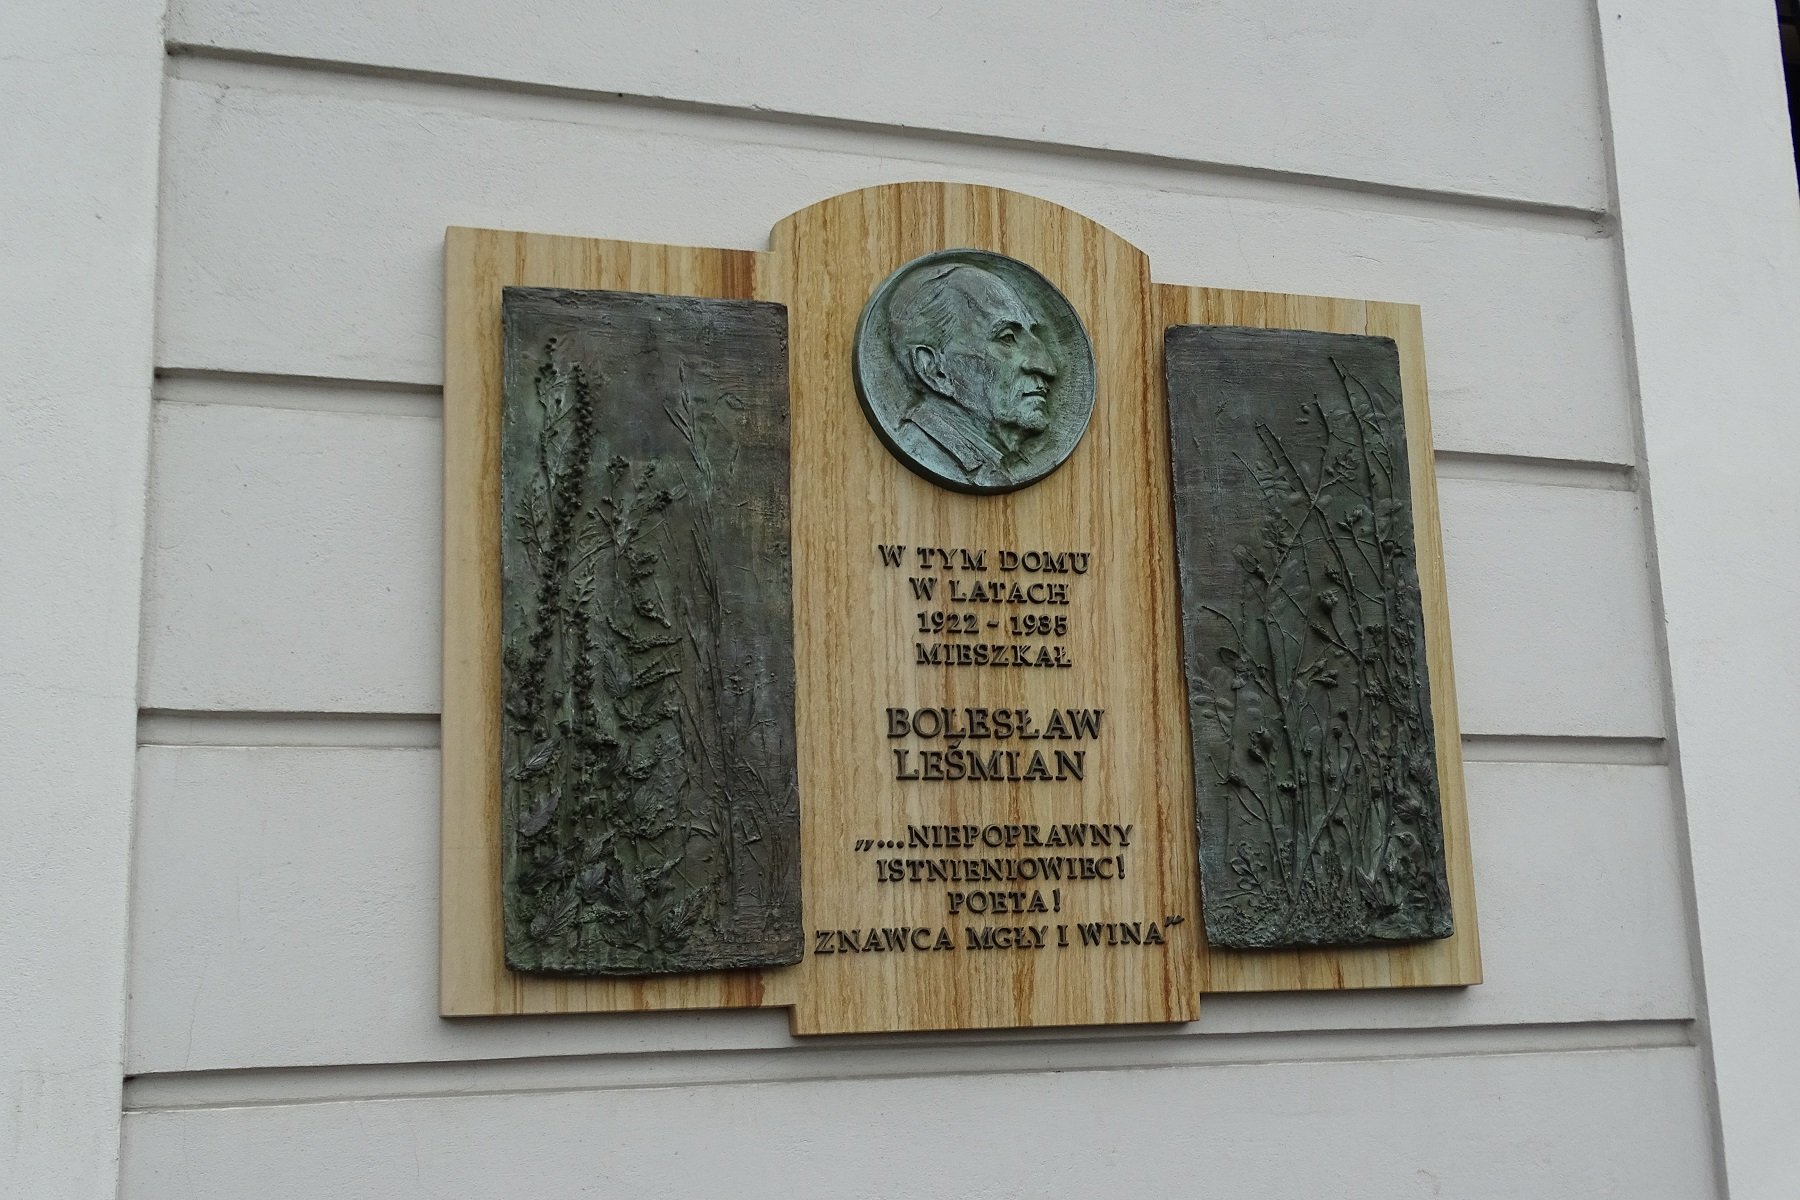 W TYM DOMU
W LATACH
1922 - 1935
MIESZKAŁ
BOLESŁAW
LEŚMIAN
„...NIEPOPRAWNY
ISTNIENIOWIEC!
POETA!
ZNAWCA MGŁY I WINA”